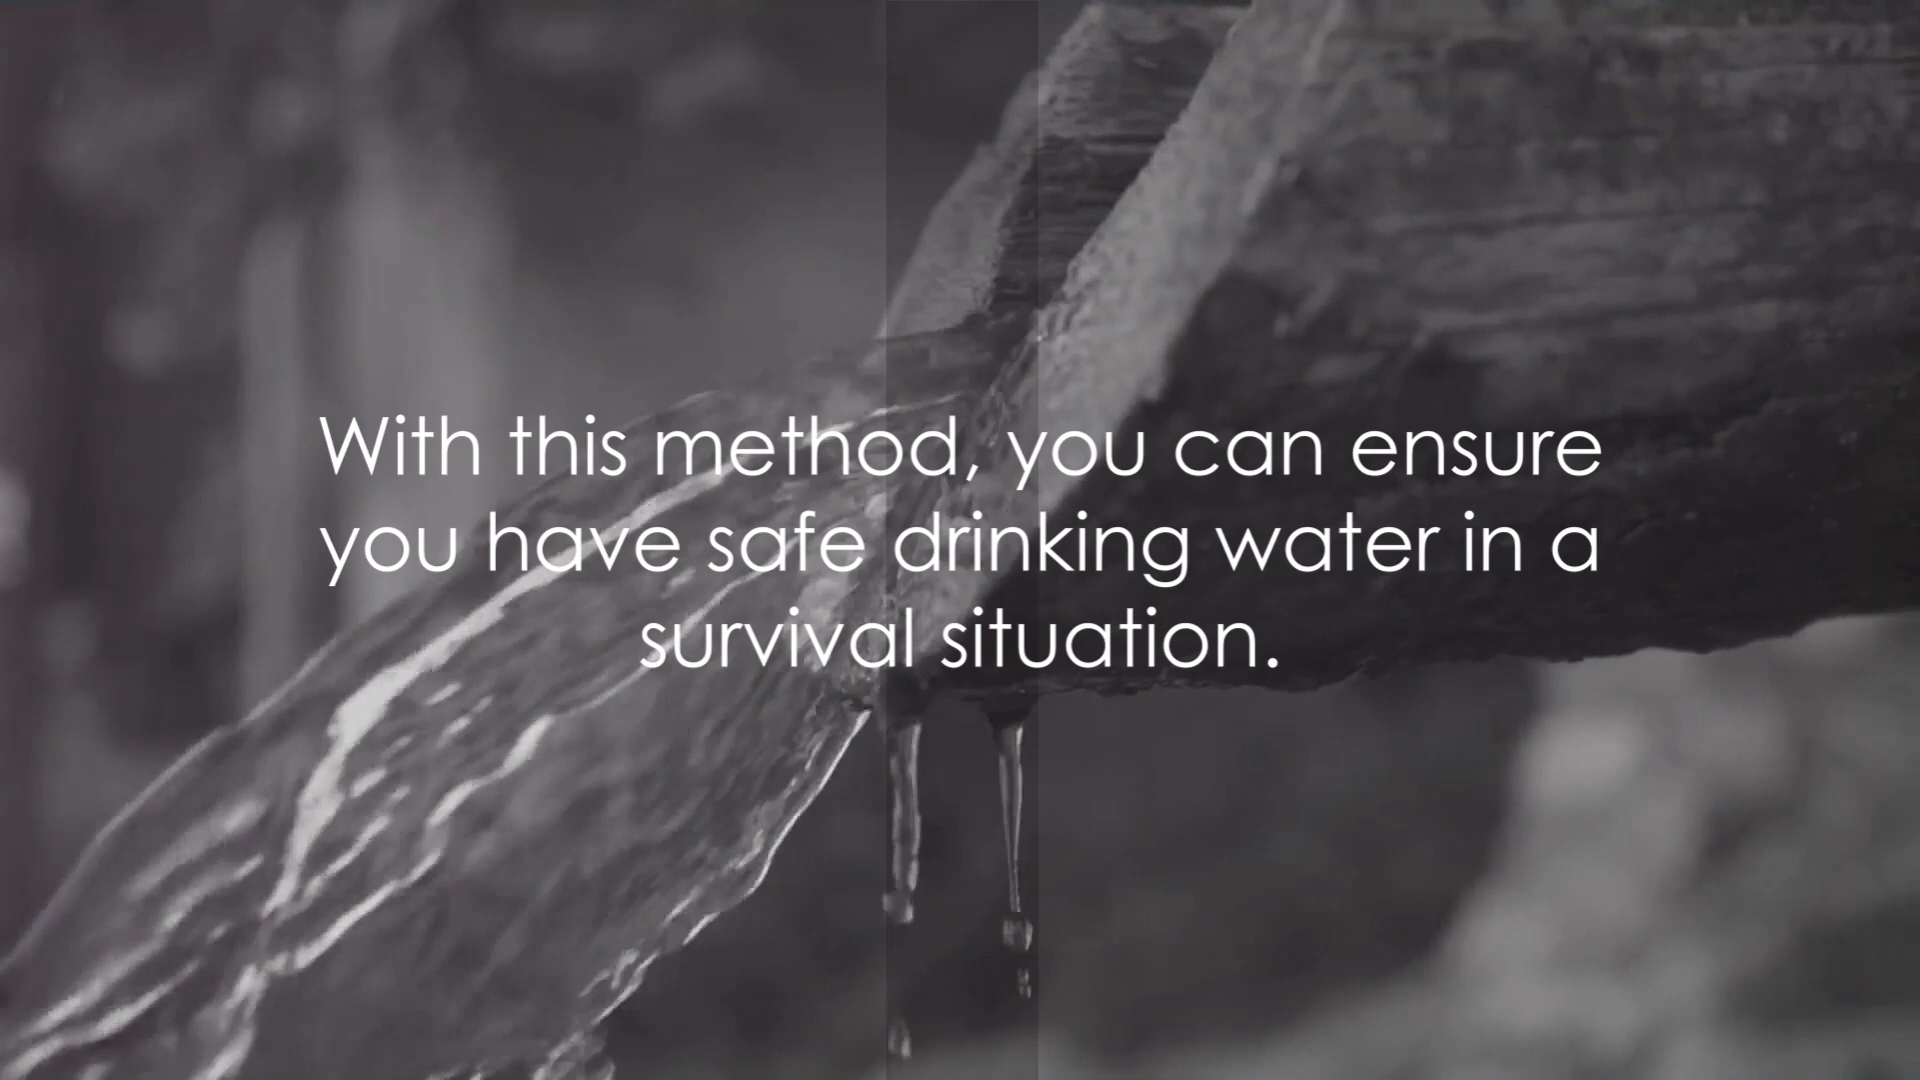 With this method, you can ensure
you have safe drinking water in a
survival situation.